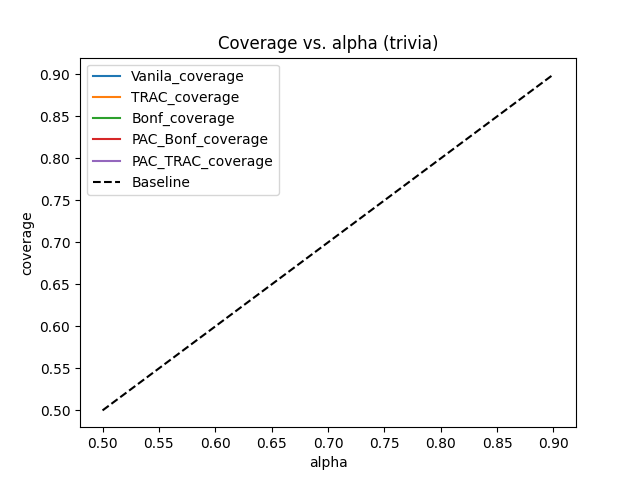 Coverage vs. alpha (trivia)
Vanila_coverage
TRAC_coverage
Bonf_coverage
PAC_Bonf_coverage
PAC_TRAC_coverage
Baseline
coverage
0.90
0.85
0.80
0.75
0.70
0.65
0.60
0.55
0.50
0.50 0.55 0.60 0.65 0.70 0.75 0.80 0.85 0.90
alpha